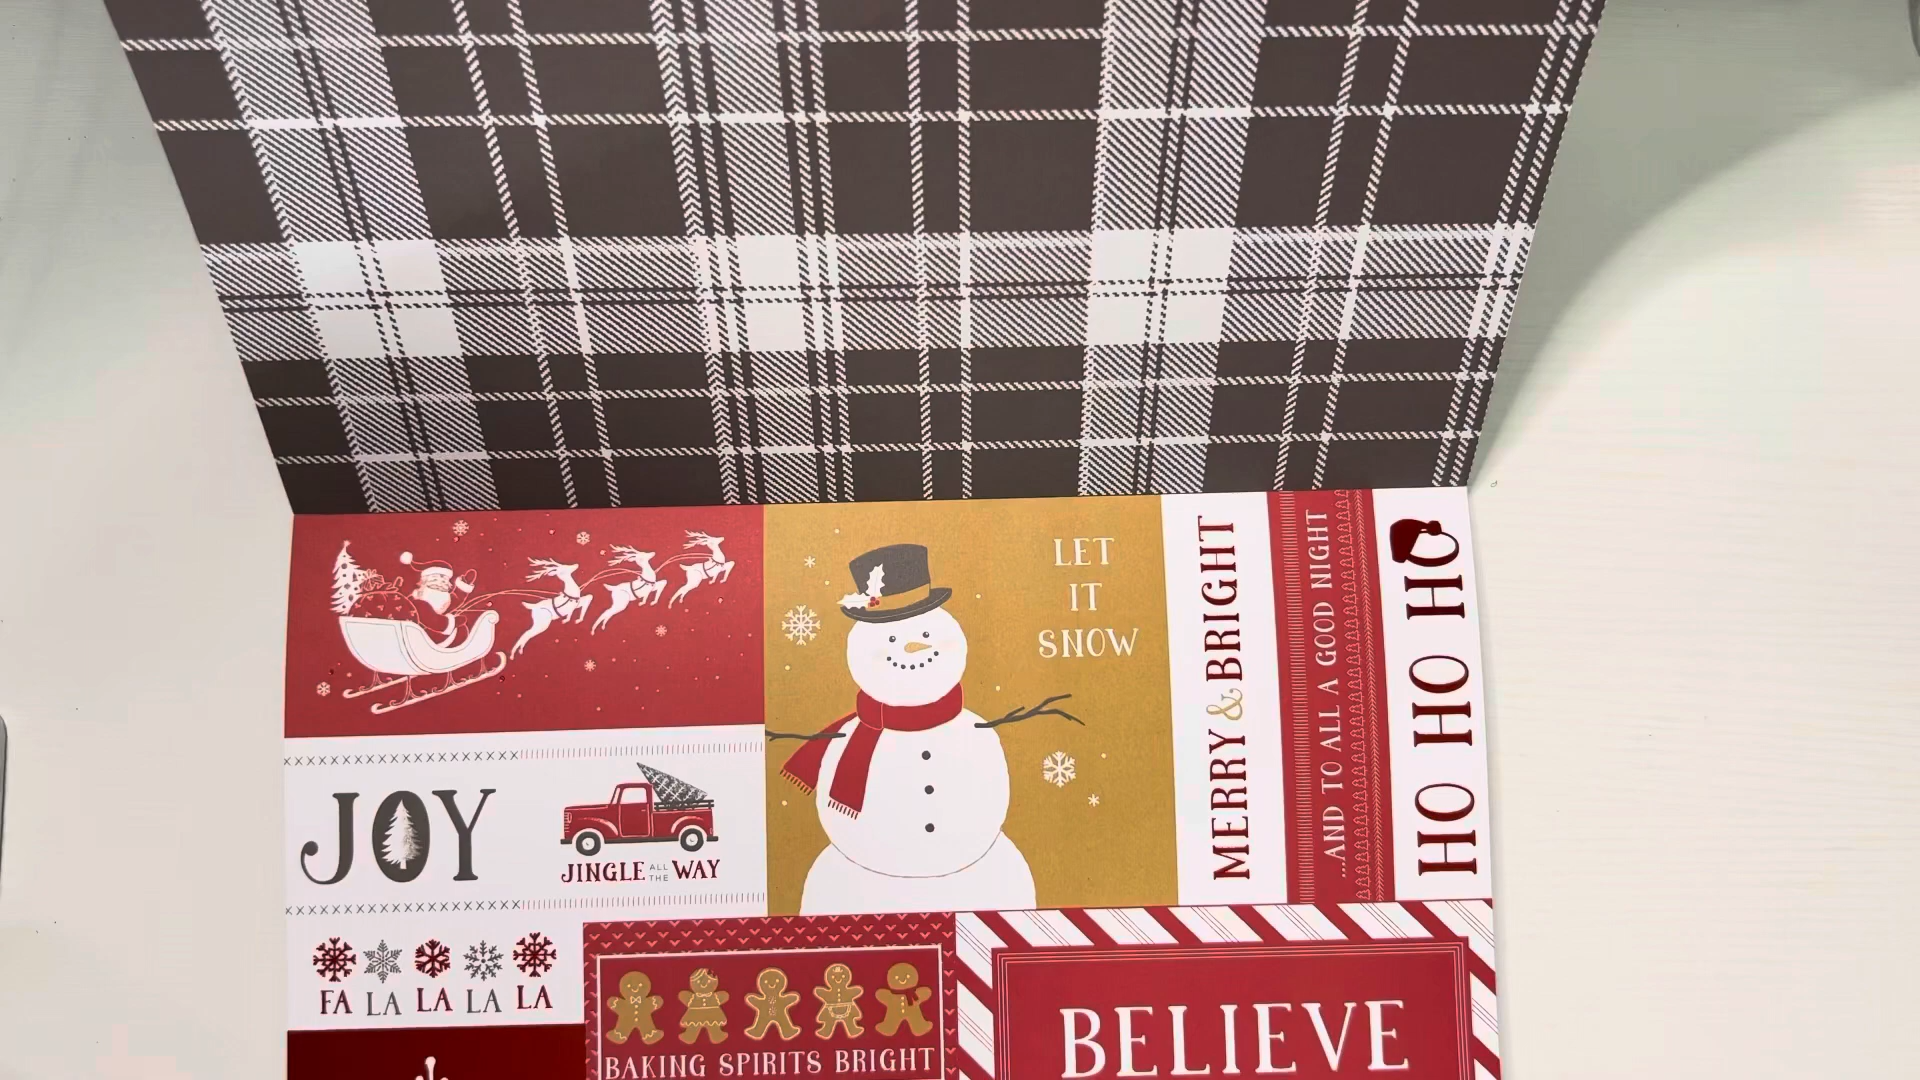 LET
IT
SNOW
MERRY & BRIGHT
...AND TO ALL A GOOD NIGHT
HO HO HO
JOY
JINGLE ALL THE WAY
FA LA LA LA LA
BAKING SPIRITS BRIGHT
BELIEVE